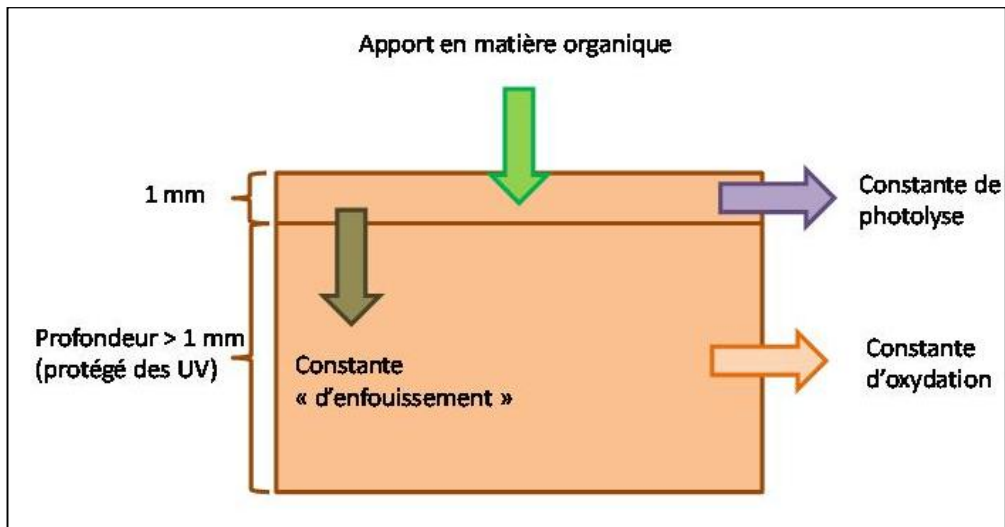 Apport en matière organique
1 mm
Constante de
photolyse
Profondeur > 1 mm
(protégé des UV)
Constante
« d'enfouissement »
Constante
d'oxydation